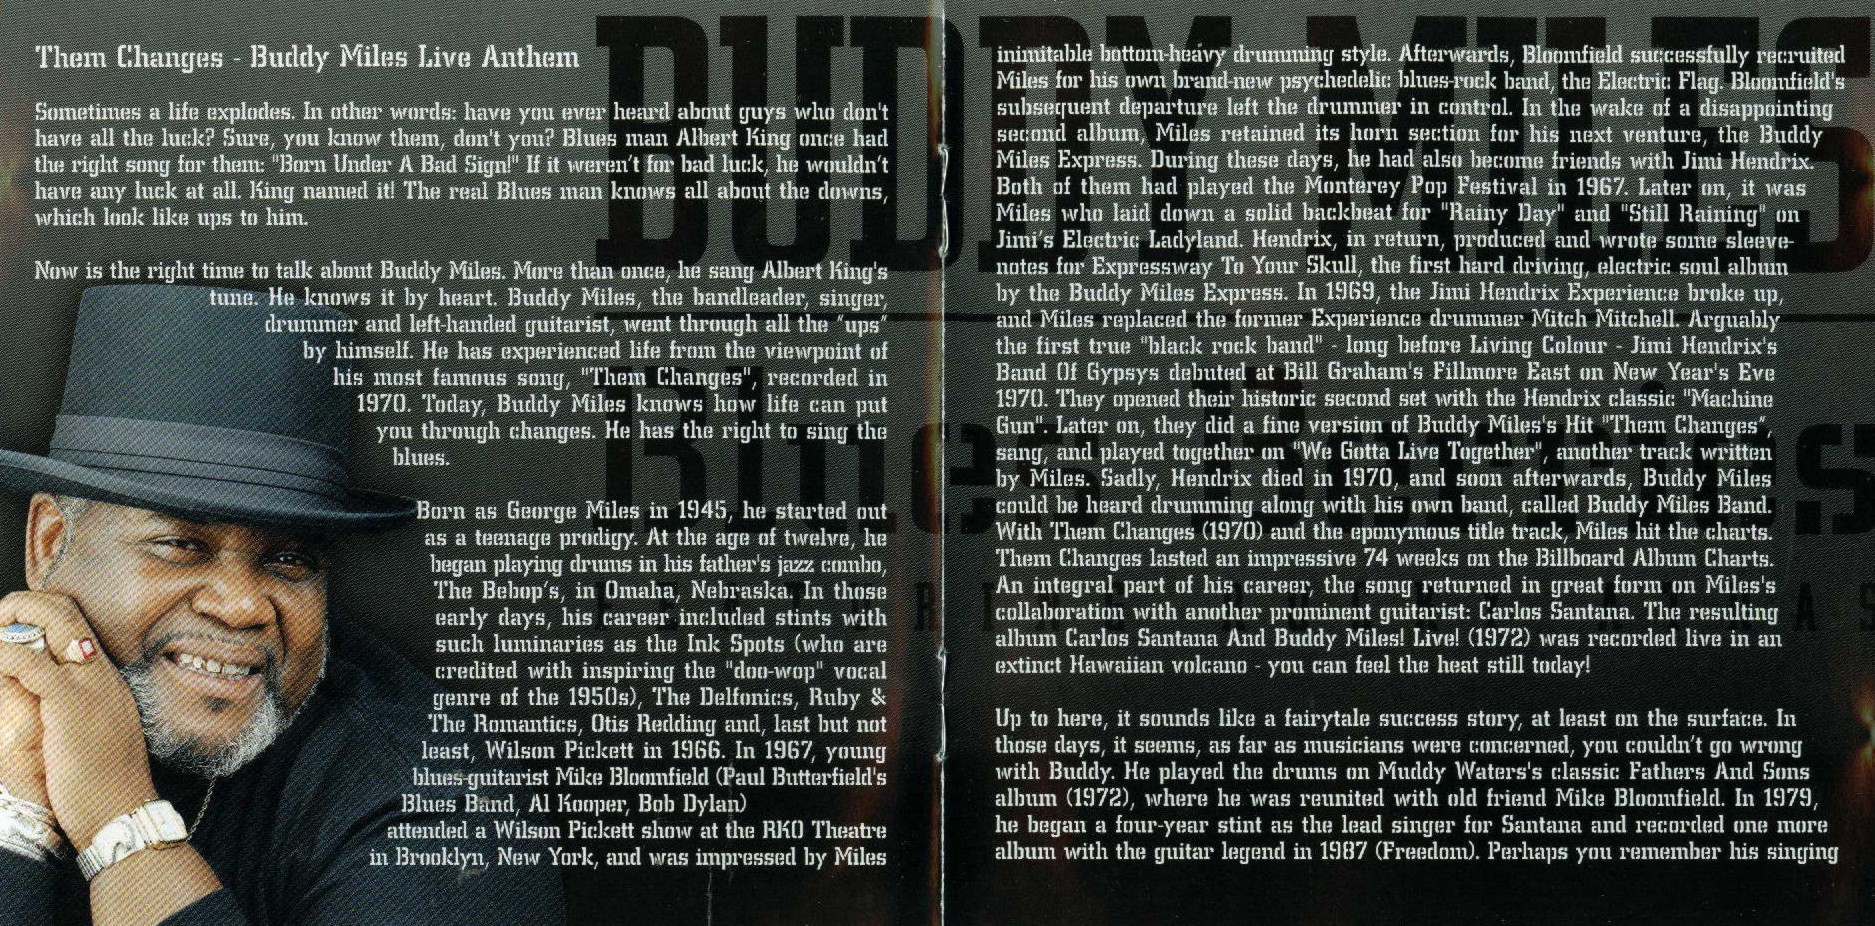 Them Changes - Buddy Miles Live Anthem
Sometimes a life explodes. In other words: have you ever heard about guys who don't
have all the luck? Sure, you know them, don't you? Blues man Albert King once had
the right song for them: "Born Under A Bad Sign!" If it weren't for bad luck, he wouldn't
have any luck at all. King named it! The real Blues man knows all about the downs,
which look like ups to him.
Now is the right time to talk about Buddy Miles. More than once, he sang Albert King's
tune. He knows it by heart. Buddy Miles, the bandleader, singer,
drummer and left-handed guitarist, went through all the "ups"
by himself. He has experienced life from the viewpoint of
his most famous song, "Them Changes", recorded in
1970. Today, Buddy Miles knows how life can put
you through changes. He has the right to sing the
blues.
Born as George Miles in 1945, he started out
as a teenage prodigy. At the age of twelve, he
began playing drums in his father's jazz combo,
The Bebop's, in Omaha, Nebraska. In those
early days, his career included stints with
such luminaries as the Ink Spots (who are
credited with inspiring the "doo-wop" vocal
genre of the 1950s), The Delfonics, Ruby &
The Romantics, Otis Redding and, last but not
least, Wilson Pickett in 1966. In 1967, young
blues-guitarist Mike Bloomfield (Paul Butterfield's
Blues Band, Al Kooper, Bob Dylan)
attended a Wilson Pickett show at the RKO Theatre
in Brooklyn, New York, and was impressed by Miles
inimitable bottom-heavy drumming style. Afterwards, Bloomfield successfully recruited
Miles for his own brand-new psychedelic blues-rock band, the Electric Flag. Bloomfield's
subsequent departure left the drummer in control. In the wake of a disappointing
second album, Miles retained its horn section for his next venture, the Buddy
Miles Express. During these days, he had also become friends with Jimi Hendrix.
Both of them had played the Monterey Pop Festival in 1967. Later on, it was
Miles who laid down a solid backbeat for "Rainy Day" and "Still Raining" on
Jimi's Electric Ladyland. Hendrix, in return, produced and wrote some sleeve-
notes for Expressway To Your Skull, the first hard driving, electric soul album
by the Buddy Miles Express. In 1969, the Jimi Hendrix Experience broke up,
and Miles replaced the former Experience drummer Mitch Mitchell. Arguably
the first true "black rock band" - long before Living Colour - Jimi Hendrix's
Band Of Gypsys debuted at Bill Graham's Fillmore East on New Year's Eve
1970. They opened their historic second set with the Hendrix classic "Machine
Gun". Later on, they did a fine version of Buddy Miles's Hit "Them Changes",
sang, and played together on "We Gotta Live Together", another track written
by Miles. Sadly, Hendrix died in 1970, and soon afterwards, Buddy Miles
could be heard drumming along with his own band, called Buddy Miles Band.
With Them Changes (1970) and the eponymous title track, Miles hit the charts.
Them Changes lasted an impressive 74 weeks on the Billboard Album Charts.
An integral part of his career, the song returned in great form on Miles's
collaboration with another prominent guitarist: Carlos Santana. The resulting
album Carlos Santana And Buddy Miles! Live! (1972) was recorded live in an
extinct Hawaiian volcano - you can feel the heat still today!
Up to here, it sounds like a fairytale success story, at least on the surface. In
those days, it seems, as far as musicians were concerned, you couldn't go wrong
with Buddy. He played the drums on Muddy Waters's classic Fathers And Sons
album (1972), where he was reunited with old friend Mike Bloomfield. In 1979,
he began a four-year stint as the lead singer for Santana and recorded one more
album with the guitar legend in 1987 (Freedom). Perhaps you remember his singing
BUDDY MILES